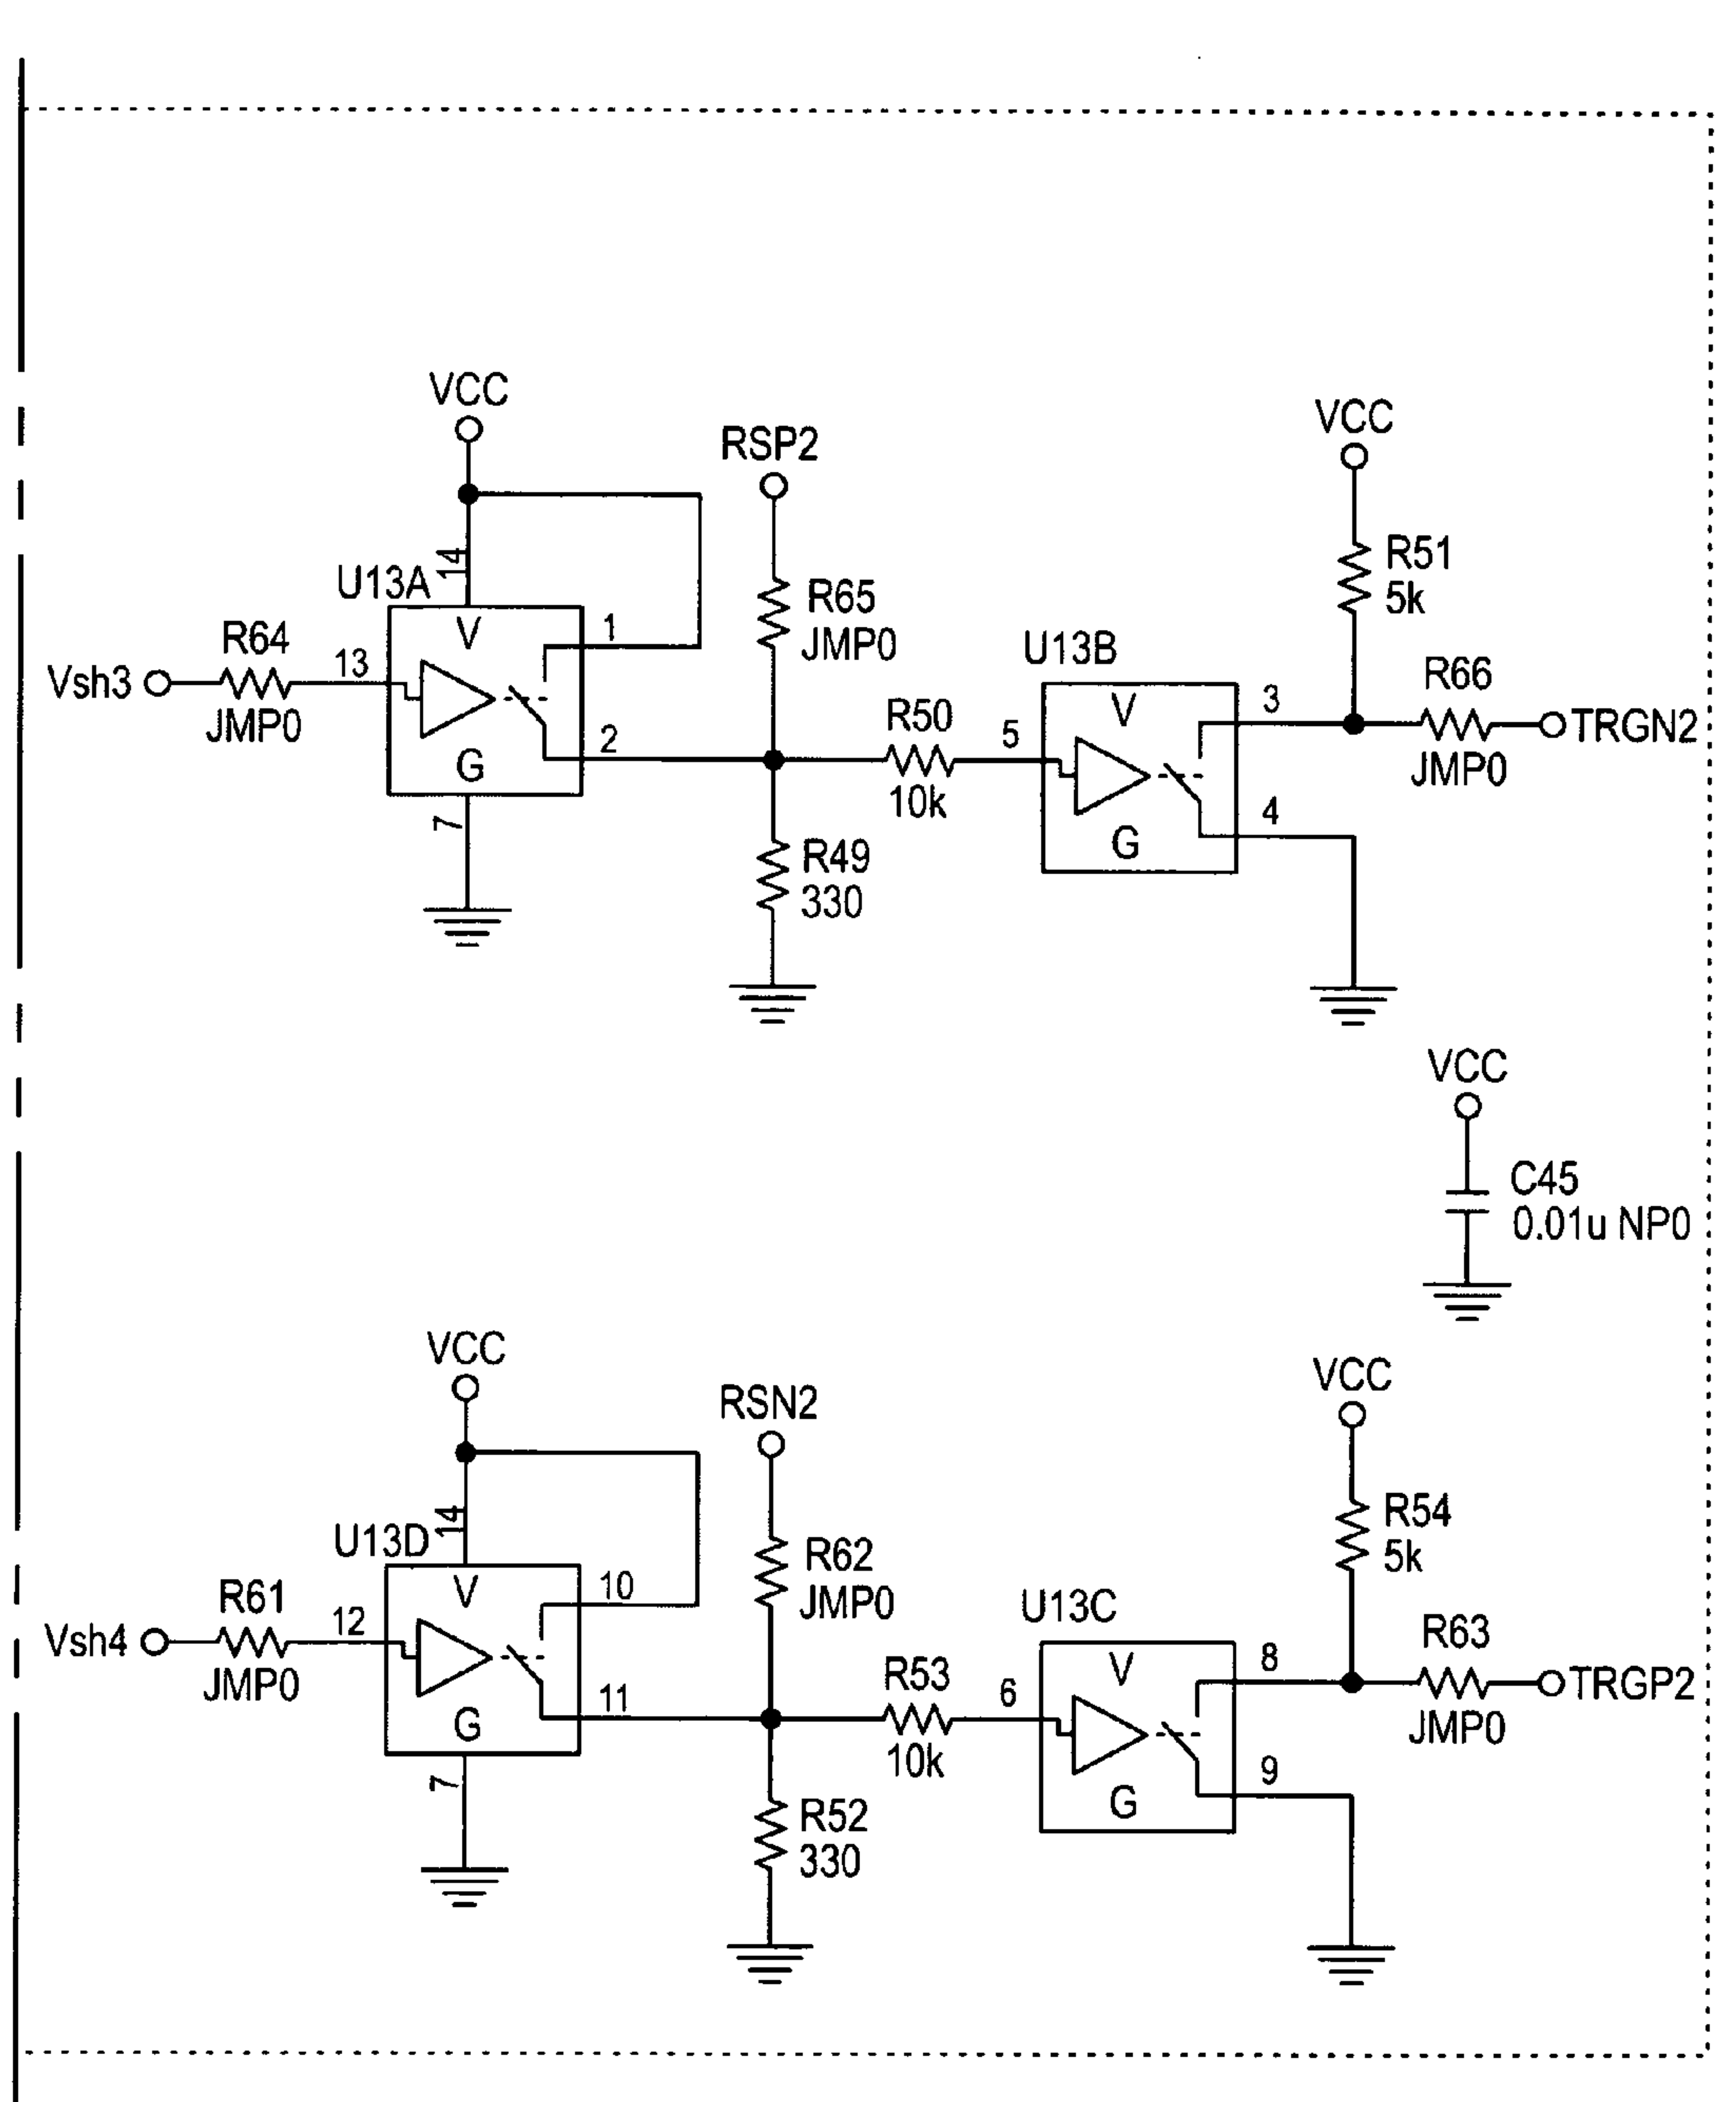 VCC
RSP2
VCC
14
U13A
R51
5k
R65
JMP0
V
1
R64
13
Vsh3
JMP0
U13B
R66
V
3
TRGN2
JMP0
R50
10k
5
2
G
4
G
7
R49
330
VCC
C45
0.01u NP0
VCC
RSN2
VCC
14
U13D
R54
5k
R62
JMP0
V
10
R61
12
Vsh4
JMP0
U13C
R63
V
8
TRGP2
JMP0
R53
10k
6
11
G
9
G
7
R52
330